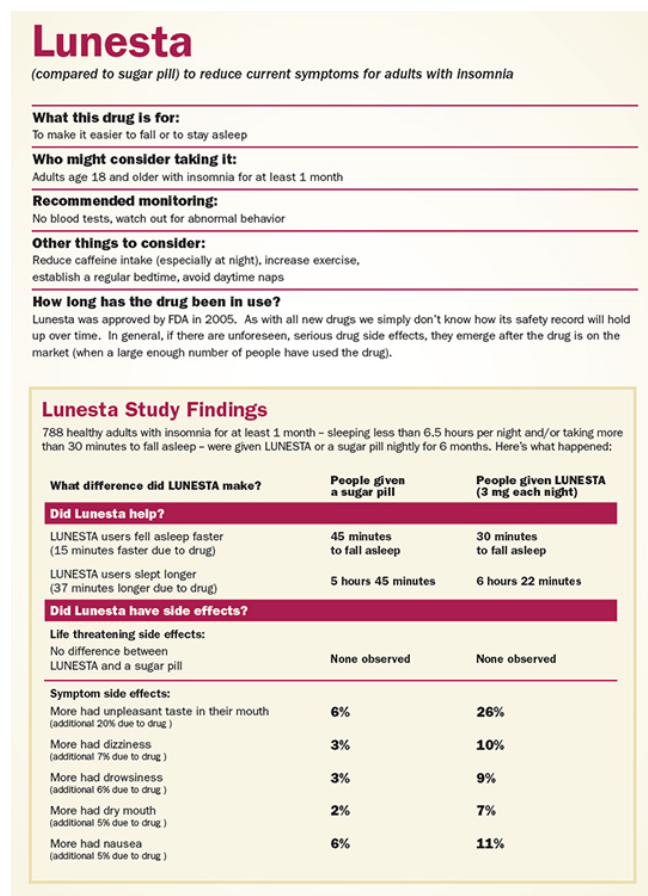 Lunesta
(compared to sugar pill) to reduce current symptoms for adults with insomnia
What this drug is for:
To make it easier to fall or to stay asleep
Who might consider taking it:
Adults age 18 and older with insomnia for at least 1 month
Recommended monitoring:
No blood tests, watch out for abnormal behavior
Other things to consider:
Reduce caffeine intake (especially at night), increase exercise,
establish a regular bedtime, avoid daytime naps
How long has the drug been in use?
Lunesta was approved by FDA in 2005. As with all new drugs we simply don't know how its safety record will hold
up over time. In general, if there are unforeseen, serious drug side effects, they emerge after the drug is on the
market (when a large enough number of people have used the drug).
Lunesta Study Findings
788 healthy adults with insomnia for at least 1 month – sleeping less than 6.5 hours per night and/or taking more
than 30 minutes to fall asleep – were given LUNESTA or a sugar pill nightly for 6 months. Here's what happened:
What difference did LUNESTA make?
People given
a sugar pill
People given LUNESTA
(3 mg each night)
Did Lunesta help?
LUNESTA users fell asleep faster
(15 minutes faster due to drug)
45 minutes
to fall asleep
30 minutes
to fall asleep
LUNESTA users slept longer
(37 minutes longer due to drug)
5 hours 45 minutes
6 hours 22 minutes
Did Lunesta have side effects?
Life threatening side effects:
No difference between
LUNESTA and a sugar pill
None observed
None observed
Symptom side effects:
More had unpleasant taste in their mouth
(additional 20% due to drug )
6%
26%
More had dizziness
(additional 7% due to drug )
3%
10%
More had drowsiness
(additional 6% due to drug )
3%
9%
More had dry mouth
(additional 5% due to drug )
2%
7%
More had nausea
(additional 5% due to drug )
6%
11%